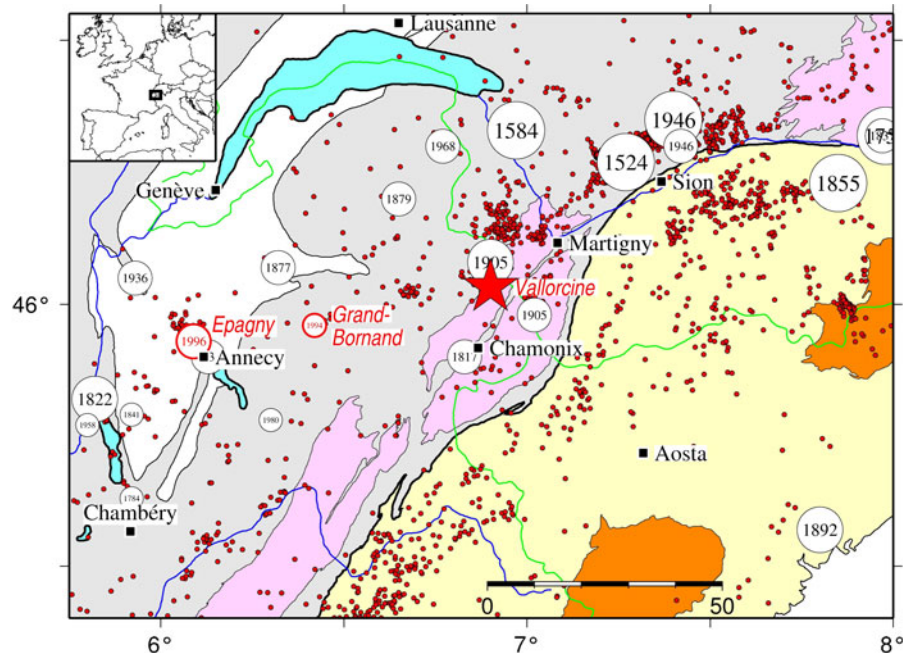 Lausanne
1584
1946
1968
1946
1524
Genève
Sion
1855
1879
Martigny
1905
1877
1936
Vallorcine
46°
1905
Grand-
Bornand
1994
Epagny
1996
Annecy
Chamonix
1817
1822
1841
1958
1980
Aosta
1784
Chambéry
1892
0
50
6°
7°
8°